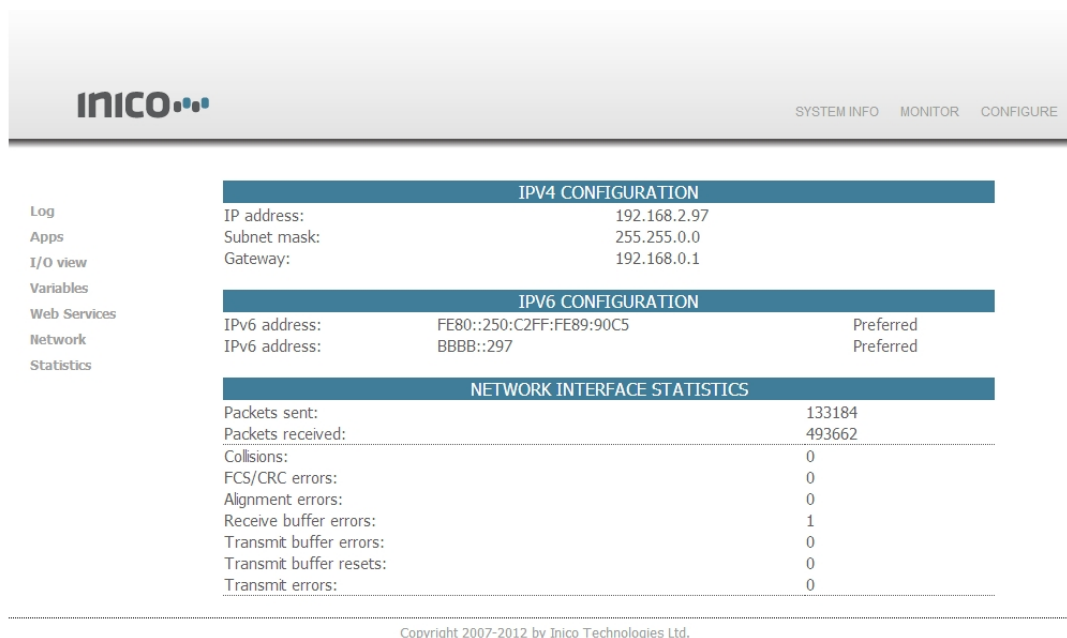 INICO
SYSTEM INFO MONITOR CONFIGURE
Log
Apps
I/O view
Variables
Web Services
Network
Statistics
IPV4 CONFIGURATION
IP address: 192.168.2.97
Subnet mask: 255.255.0.0
Gateway: 192.168.0.1
IPV6 CONFIGURATION
IPv6 address: FE80::250:C2FF:FE89:90C5 Preferred
IPv6 address: BBBB::297 Preferred
NETWORK INTERFACE STATISTICS
Packets sent: 133184
Packets received: 493662
Collisions: 0
FCS/CRC errors: 0
Alignment errors: 0
Receive buffer errors: 1
Transmit buffer errors: 0
Transmit buffer resets: 0
Transmit errors: 0
Copyright 2007-2012 by Inico Technologies Ltd.